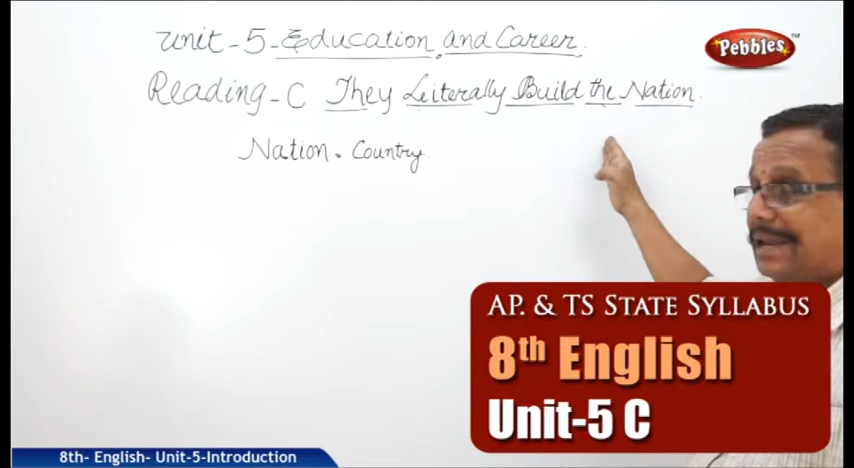 Unit-5-Education and Career.
Reading-C They Leiterally Build the Nation.
Nation = Country
Pebbles™
AP. & TS STATE SYLLABUS
8th English
Unit-5 C
8th- English- Unit-5-Introduction